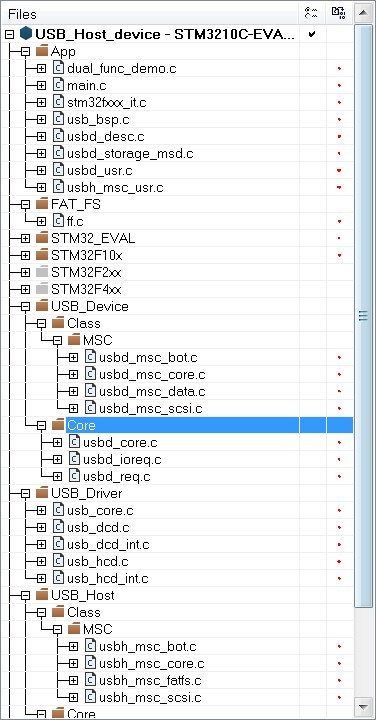 Files
USB_Host_device - STM3210C-EVA...
App
dual_func_demo.c
main.c
stm32fxxx_it.c
usb_bsp.c
usbd_desc.c
usbd_storage_msd.c
usbd_usr.c
usbh_msc_usr.c
FAT_FS
ff.c
STM32_EVAL
STM32F10x
STM32F2xx
STM32F4xx
USB_Device
Class
MSC
usbd_msc_bot.c
usbd_msc_core.c
usbd_msc_data.c
usbd_msc_scsi.c
Core
usbd_core.c
usbd_ioreq.c
usbd_req.c
USB_Driver
usb_core.c
usb_dcd.c
usb_dcd_int.c
usb_hcd.c
usb_hcd_int.c
USB_Host
Class
MSC
usbh_msc_bot.c
usbh_msc_core.c
usbh_msc_fatfs.c
usbh_msc_scsi.c
Core